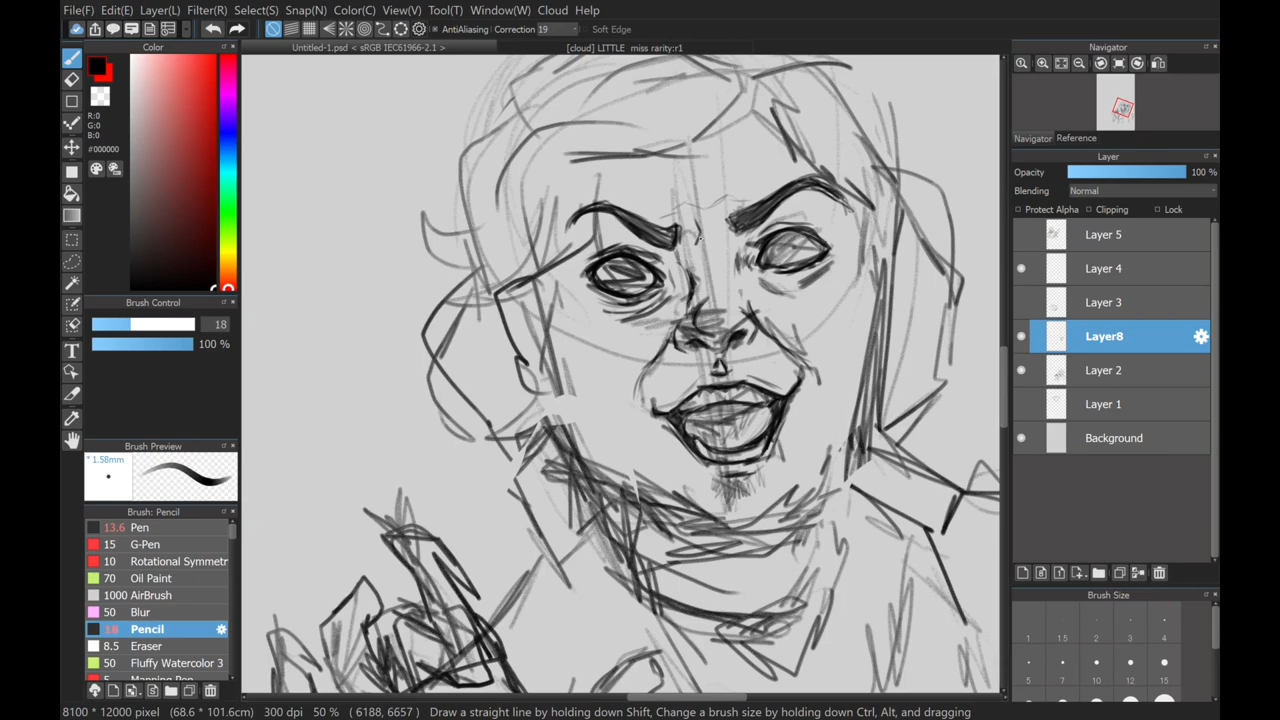 File(F) Edit(E) Layer(L) Filter(R) Select(S) Snap(N) Color(C) View(V) Tool(T) Window(W) Cloud Help
AntiAliasing Correction 19 Soft Edge
Color
Untitled-1.psd < sRGB IEC61966-2.1 >
[cloud] LITTLE miss rarity:r1
Navigator
R:0
G:0
B:0
#000000
Navigator Reference
Layer
Opacity 100 %
Blending Normal
Protect Alpha Clipping Lock
Layer 5
Layer 4
Layer 3
Layer8
Layer 2
Layer 1
Background
Brush Control
18
100 %
Brush Preview
* 1.58mm
Brush: Pencil
13.6 Pen
15 G-Pen
10 Rotational Symmetr
70 Oil Paint
1000 AirBrush
50 Blur
18 Pencil
8.5 Eraser
50 Fluffy Watercolor 3
Brush Size
1 1.5 2 3 4
5 7 10 12 15
8100 * 12000 pixel (68.6 * 101.6cm) 300 dpi 50 % ( 6188, 6657 ) Draw a straight line by holding down Shift, Change a brush size by holding down Ctrl, Alt, and dragging